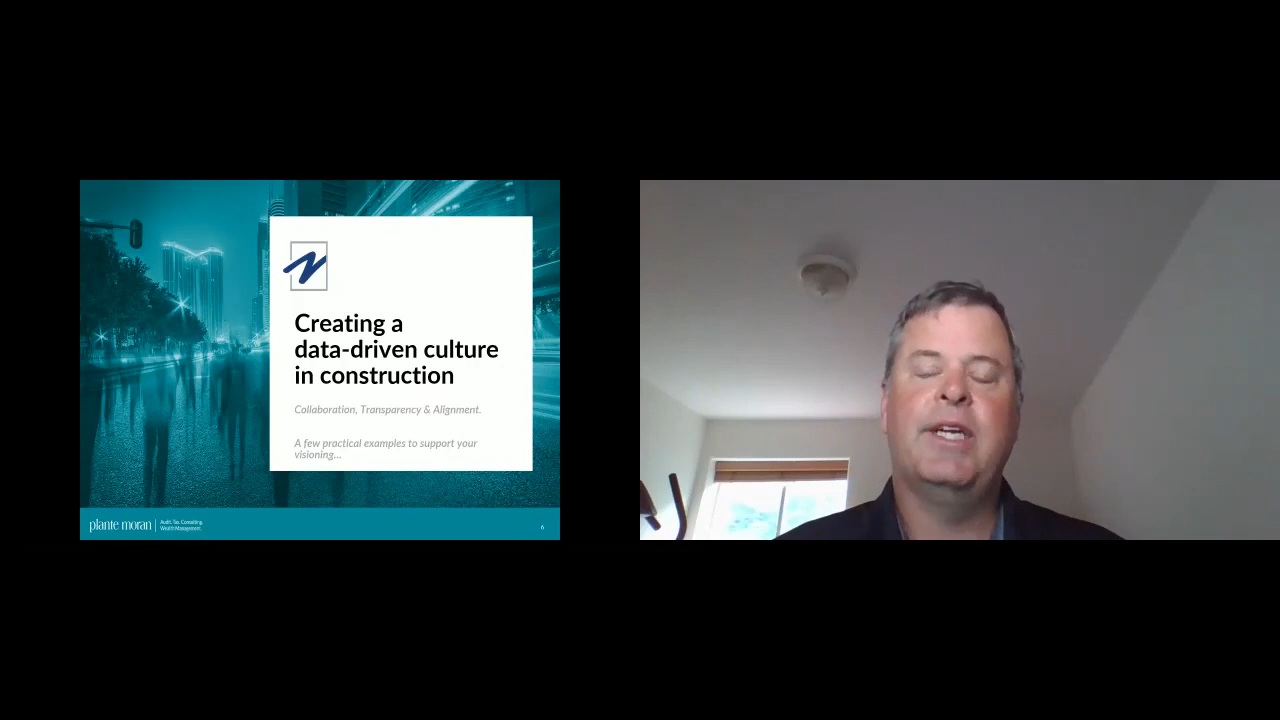 Creating a
data-driven culture
in construction
Collaboration, Transparency & Alignment.
A few practical examples to support your
visioning...
plante moran
Audit. Tax. Consulting.
Wealth Management.
6